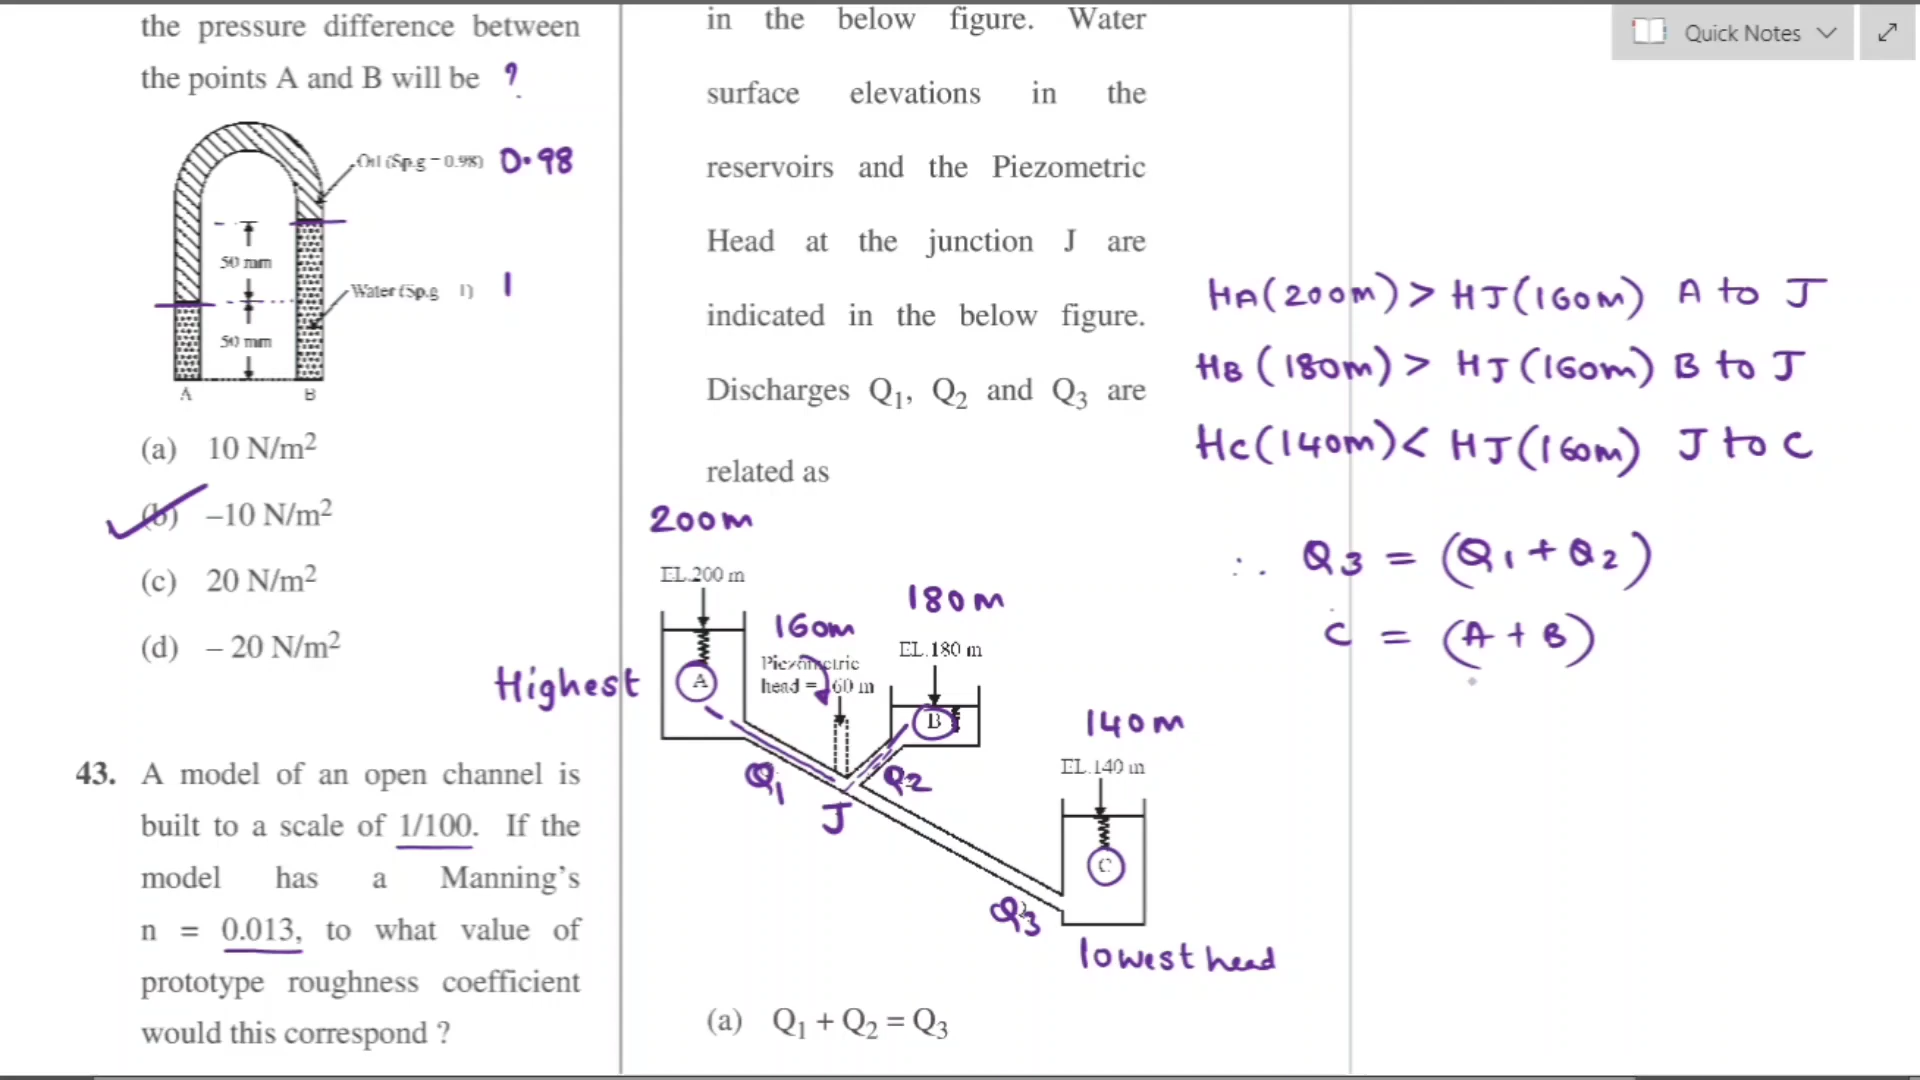 the pressure difference between
the points A and B will be ?
Oil (Sp.g = 0.98) 0.98
50 mm
Water (Sp.g 1) 1
50 mm
A B
(a) 10 N/m²
(b) –10 N/m²
(c) 20 N/m²
(d) – 20 N/m²
43. A model of an open channel is
built to a scale of 1/100. If the
model has a Manning’s
n = 0.013, to what value of
prototype roughness coefficient
would this correspond ?
in the below figure. Water
surface elevations in the
reservoirs and the Piezometric
Head at the junction J are
indicated in the below figure.
Discharges Q₁, Q₂ and Q₃ are
related as
200m
EL.200 m
180m
160m
EL.180 m
Piezometric
head = 60 m
Highest
A
B
140m
EL.140 m
Q1
Q2
J
C
Q3
lowest head
(a) Q₁ + Q₂ = Q₃
Quick Notes
HA(200m) > HJ(160m) A to J
HB (180m) > HJ(160m) B to J
HC(140m) < HJ(160m) J to C
∴ Q3 = (Q1 + Q2)
C = (A + B)